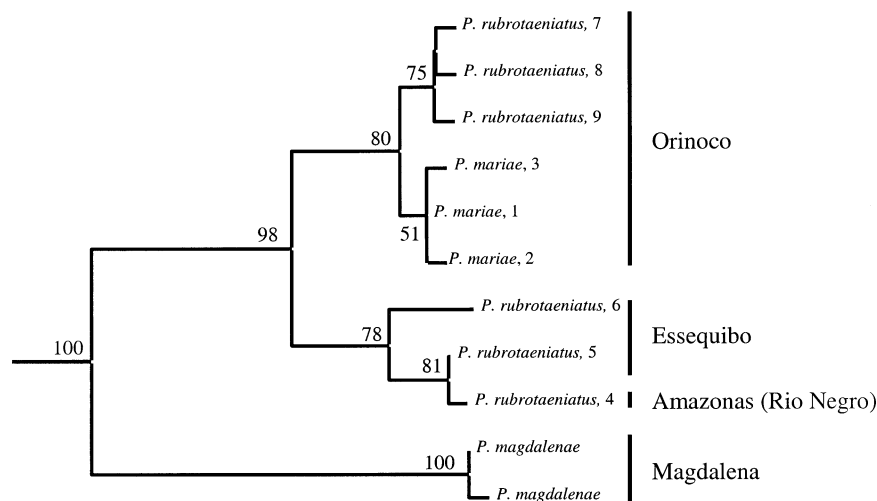 P. rubrotaeniatus, 7
75
P. rubrotaeniatus, 8
P. rubrotaeniatus, 9
Orinoco
80
P. mariae, 3
P. mariae, 1
98
51
P. mariae, 2
P. rubrotaeniatus, 6
78
Essequibo
100
P. rubrotaeniatus, 5
81
P. rubrotaeniatus, 4
Amazonas (Rio Negro)
P. magdalenae
100
Magdalena
P. magdalenae